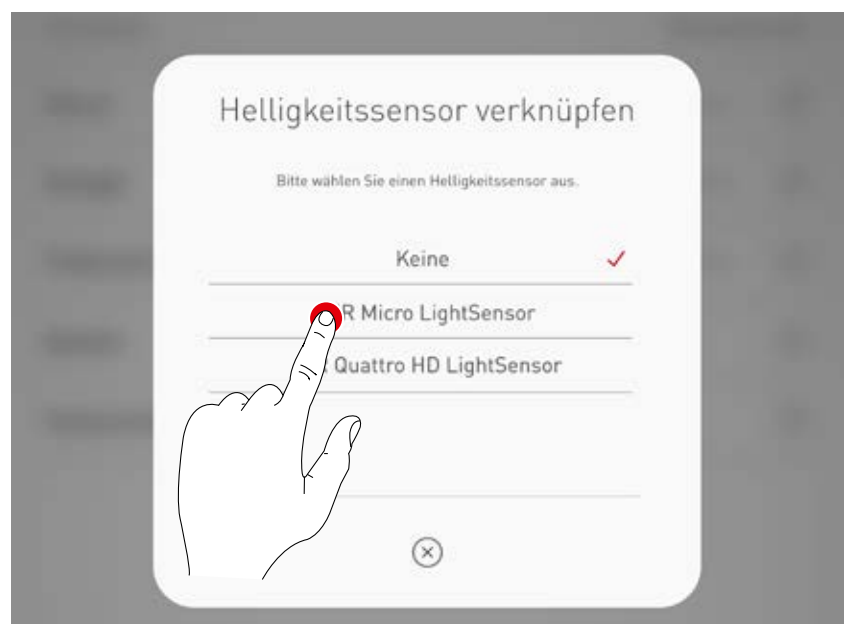 Helligkeitssensor verknüpfen
Bitte wählen Sie einen Helligkeitssensor aus.
Keine
R Micro LightSensor
Quattro HD LightSensor